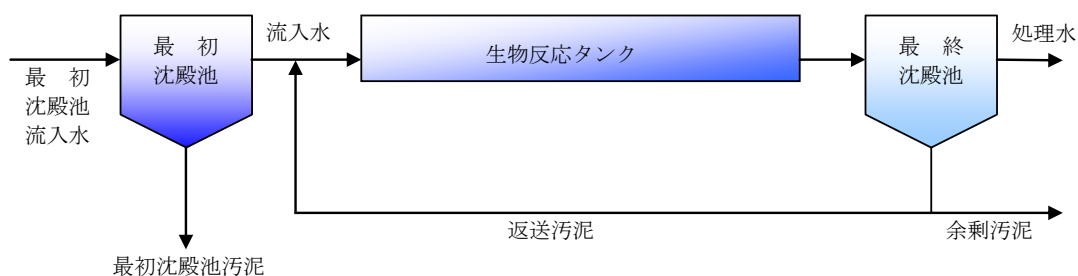 最 初
沈殿池
流入水
最 初
沈殿池
流入水
生物反応タンク
最 終
沈殿池
処理水
返送汚泥
余剰汚泥
最初沈殿池汚泥